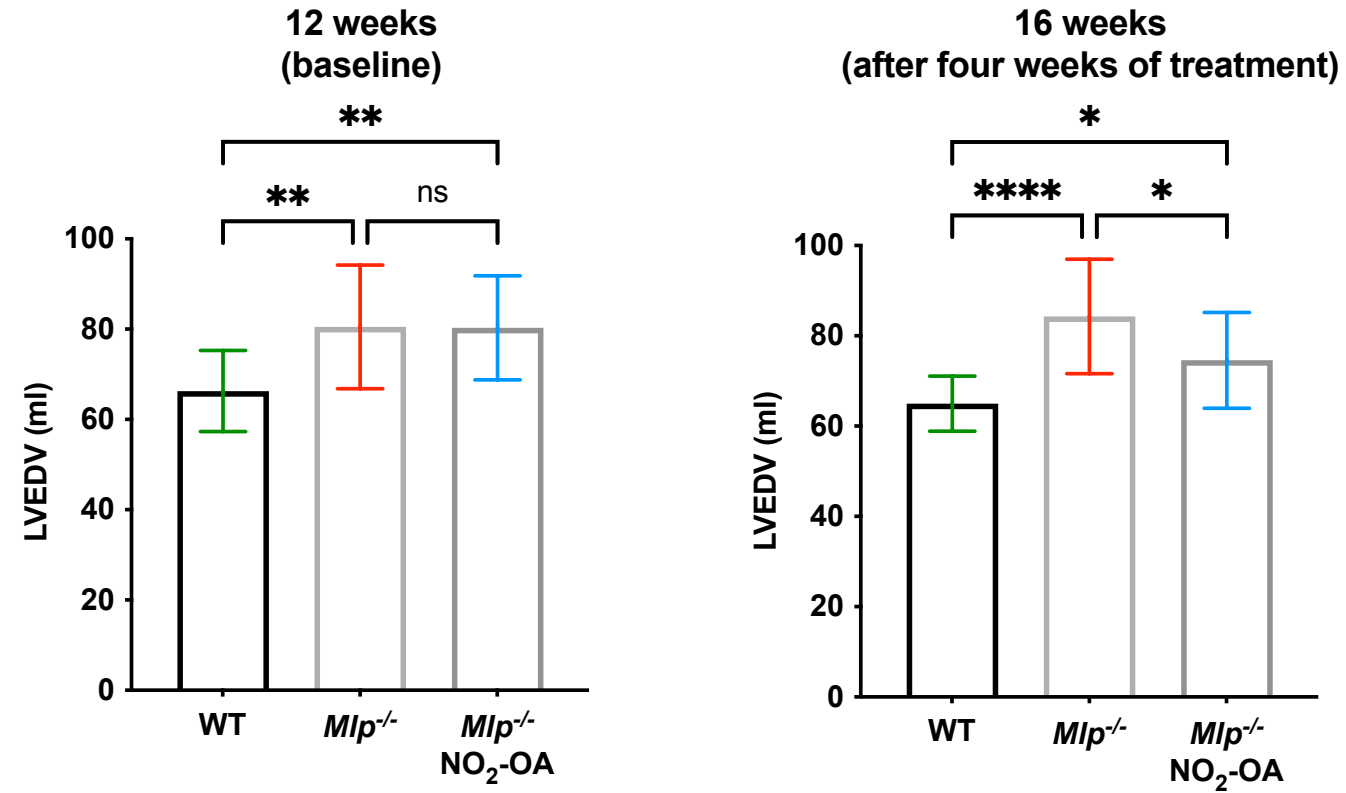 12 weeks
(baseline)
**
**
ns
100
80
60
40
20
0
LVEDV (ml)
WT
Mlp-/-
Mlp-/-
NO2-OA
16 weeks
(after four weeks of treatment)
*
****
*
100
80
60
40
20
0
LVEDV (ml)
WT
Mlp-/-
Mlp-/-
NO2-OA